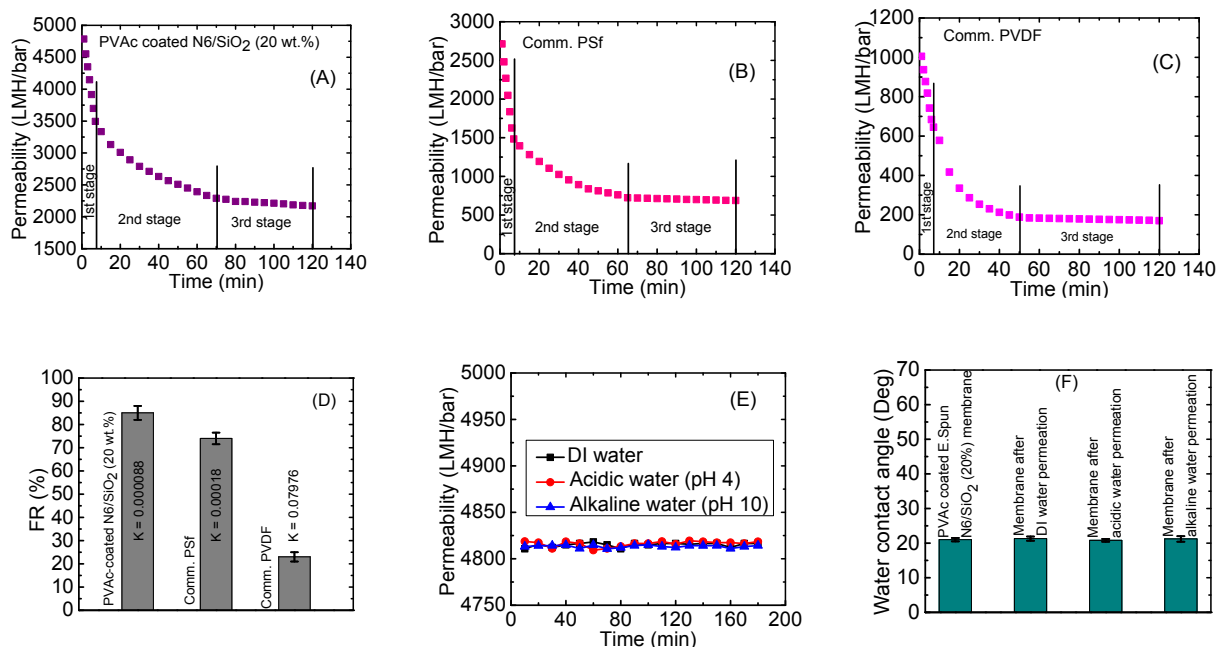 PVAc coated N6/SiO2 (20 wt.%)
(A)
Permeability (LMH/bar)
5000
4500
4000
3500
3000
2500
2000
1500
1st stage
2nd stage
3rd stage
0 20 40 60 80 100 120 140
Time (min)
Comm. PSf
(B)
Permeability (LMH/bar)
3000
2500
2000
1500
1000
500
0
1st stage
2nd stage
3rd stage
0 20 40 60 80 100 120 140
Time (min)
Comm. PVDF
(C)
Permeability (LMH/bar)
1200
1000
800
600
400
200
0
1st stage
2nd stage
3rd stage
0 20 40 60 80 100 120 140
Time (min)
(D)
FR (%)
100
90
80
70
60
50
40
30
20
10
0
PVAc-coated N6/SiO2 (20 wt.%)
K = 0.000088
Comm. PSf
K = 0.00018
Comm. PVDF
K = 0.07976
(E)
Permeability (LMH/bar)
5000
4950
4900
4850
4800
4750
DI water
Acidic water (pH 4)
Alkaline water (pH 10)
0 20 40 60 80 100 120 140 160 180 200
Time (min)
(F)
Water contact angle (Deg)
70
60
50
40
30
20
10
0
PVAc coated E.Spun
N6/SiO2 (20%) membrane
Membrane after
DI water permeation
Membrane after
acidic water permeation
Membrane after
alkaline water permeation